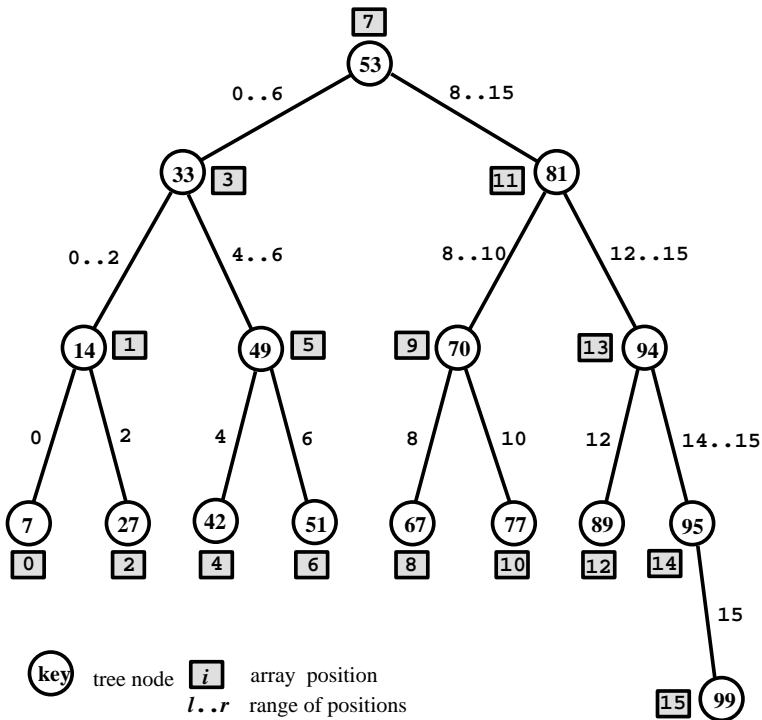 7
53
0..6 8..15
33 3 11 81
0..2 4..6 8..10 12..15
14 1 49 5 9 70 13 94
0 2 4 6 8 10 12 14..15
7 27 42 51 67 77 89 95
0 2 4 6 8 10 12 14
15
key tree node i array position
l..r range of positions
15 99